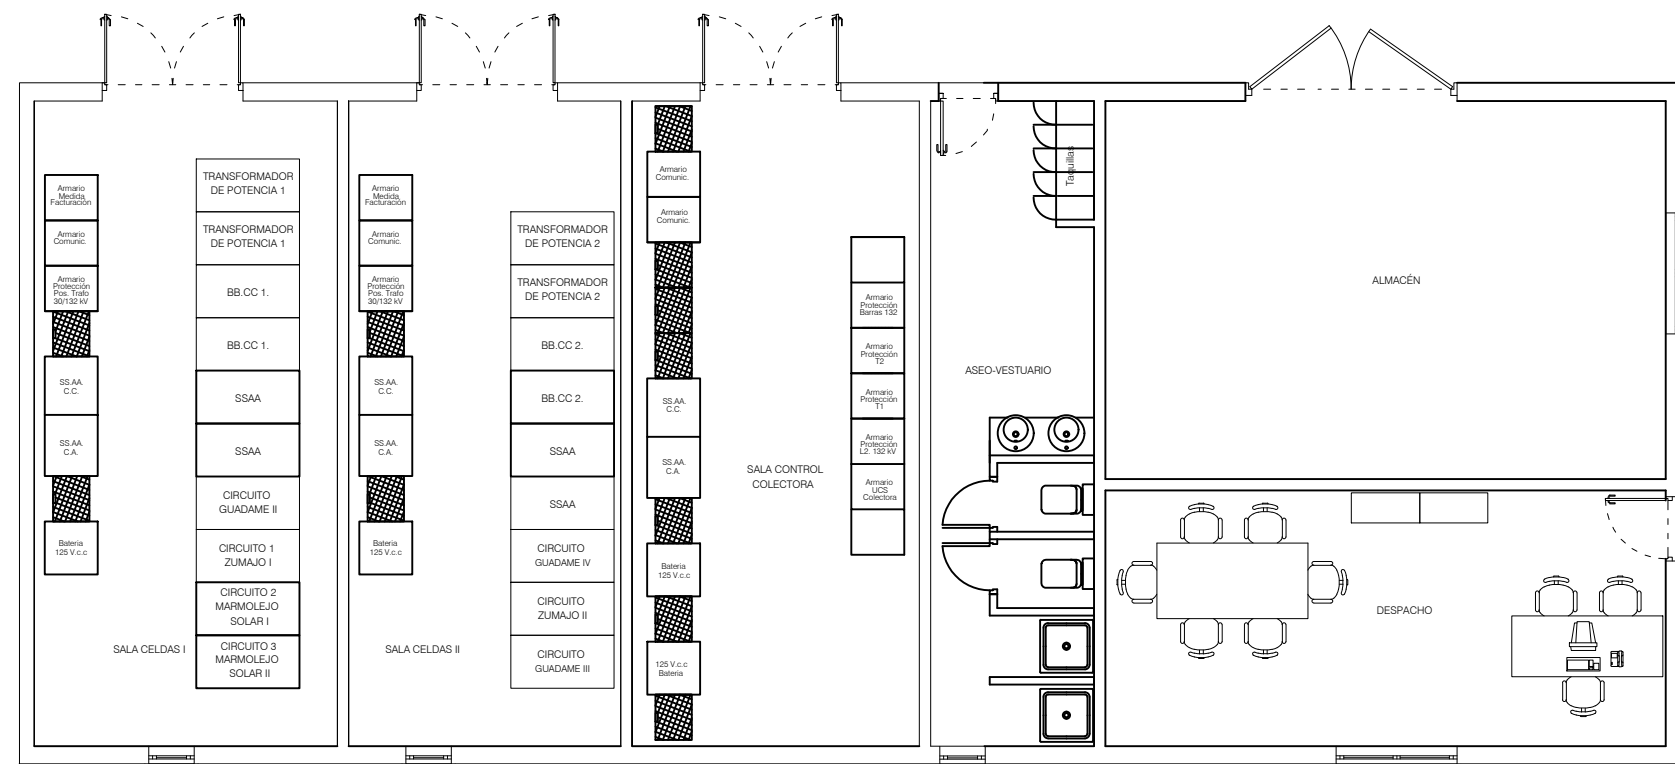 Armario
Medida
Facturación
Armario
Comunic.
Armario
Protección
Pos. Trafo
30/132 kV
SS.AA.
C.C.
SS.AA.
C.A.
Bateria
125 V.c.c
TRANSFORMADOR
DE POTENCIA 1
TRANSFORMADOR
DE POTENCIA 1
BB.CC 1.
BB.CC 1.
SSAA
SSAA
CIRCUITO
GUADAME II
CIRCUITO 1
ZUMAJO I
CIRCUITO 2
MARMOLEJO
SOLAR I
CIRCUITO 3
MARMOLEJO
SOLAR II
SALA CELDAS I
Armario
Medida
Facturación
Armario
Comunic.
Armario
Protección
Pos. Trafo
30/132 kV
SS.AA.
C.C.
SS.AA.
C.A.
Bateria
125 V.c.c
TRANSFORMADOR
DE POTENCIA 2
TRANSFORMADOR
DE POTENCIA 2
BB.CC 2.
BB.CC 2.
SSAA
SSAA
CIRCUITO
GUADAME IV
CIRCUITO
ZUMAJO II
CIRCUITO
GUADAME III
SALA CELDAS II
Armario
Comunic.
Armario
Comunic.
SS.AA.
C.C.
SS.AA.
C.A.
Bateria
125 V.c.c
125 V.c.c
Bateria
SALA CONTROL
COLECTORA
Armario
Protección
Barras 132
Armario
Protección
T2
Armario
Protección
T1
Armario
Protección
L2. 132 kV
Armario
UCS
Colectora
Taquillas
ASEO-VESTUARIO
ALMACÉN
DESPACHO